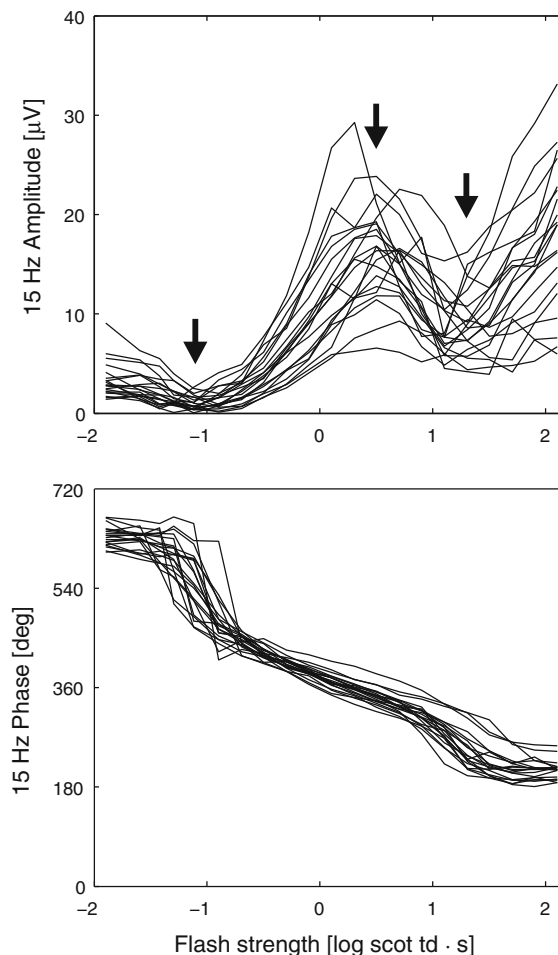 40
30
20
10
0
15 Hz Amplitude [μV]
−2 −1 0 1 2
720
540
360
180
0
15 Hz Phase [deg]
−2 −1 0 1 2
Flash strength [log scot td · s]